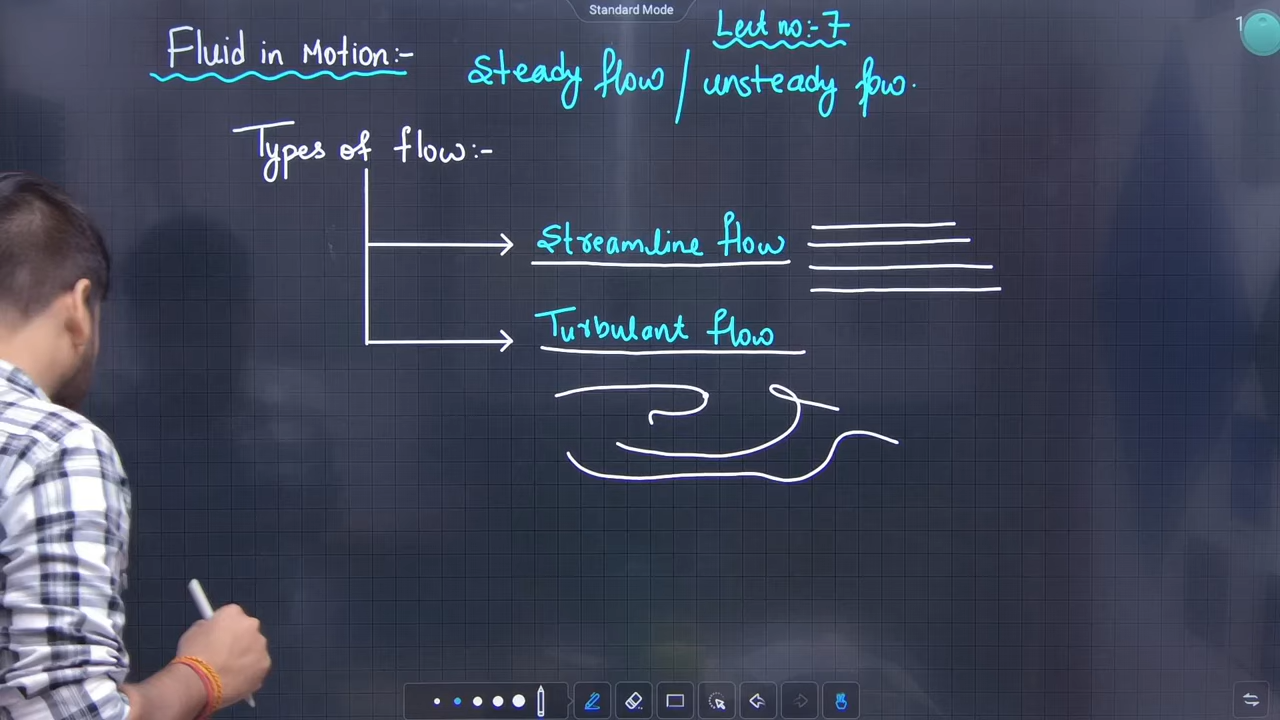 Standard Mode
Lect no:- 7
1
Fluid in Motion:-
Steady flow / unsteady flow.
Types of flow:-
Streamline flow
Turbulant flow